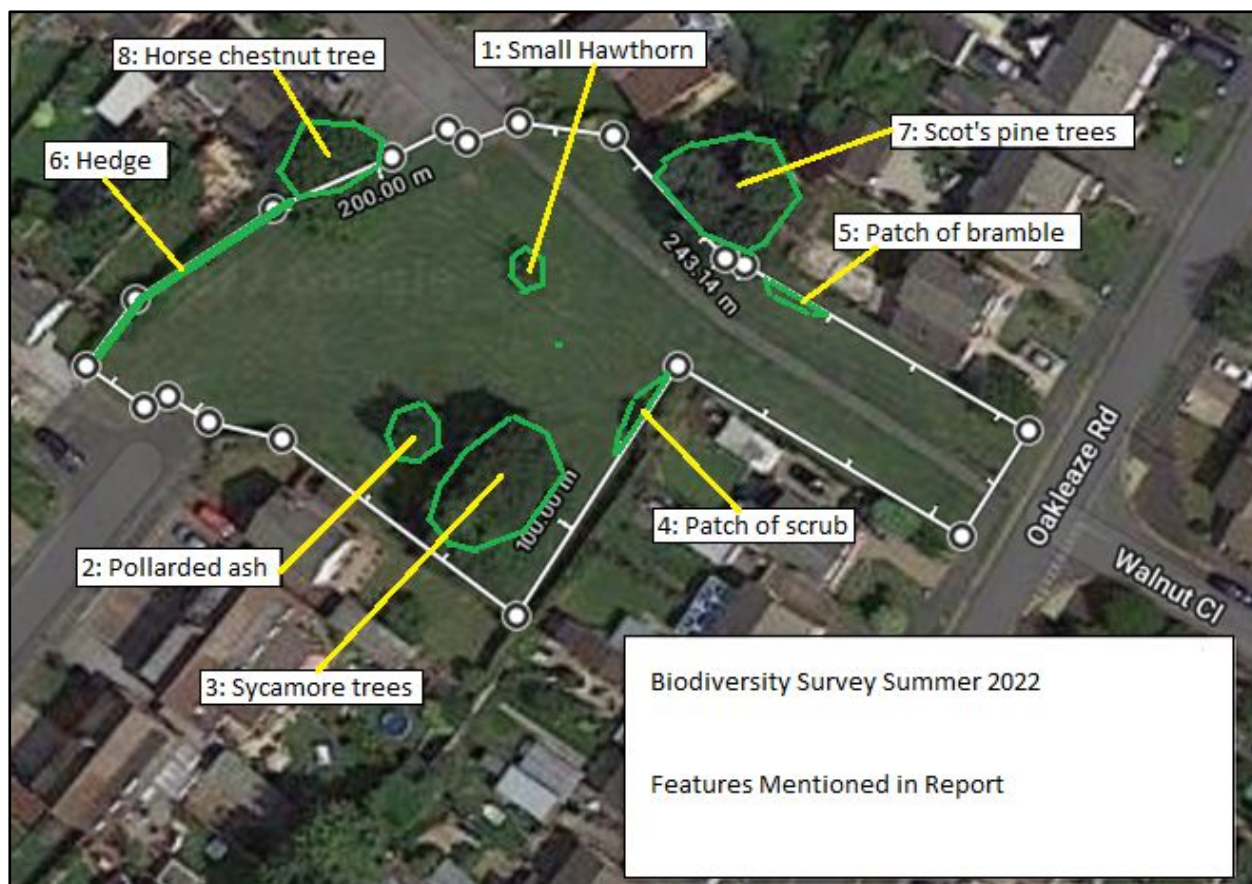 8: Horse chestnut tree
1: Small Hawthorn
6: Hedge
7: Scot's pine trees
200.00 m
5: Patch of bramble
243.14 m
100.00 m
4: Patch of scrub
Oakleaze Rd
2: Pollarded ash
Walnut Cl
3: Sycamore trees
Biodiversity Survey Summer 2022
Features Mentioned in Report